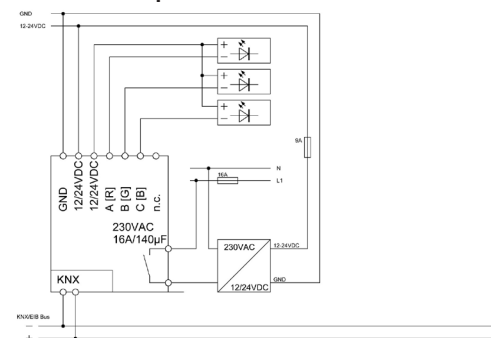 GND
12-24VDC
+
−
+
−
+
−
9A
N
16A
L1
GND
12/24VDC
12/24VDC
A [R]
B [G]
C [B]
n.c.
230VAC
16A/140µF
KNX
230VAC
12/24VDC
12-24VDC
GND
KNX/EIB Bus
−
+